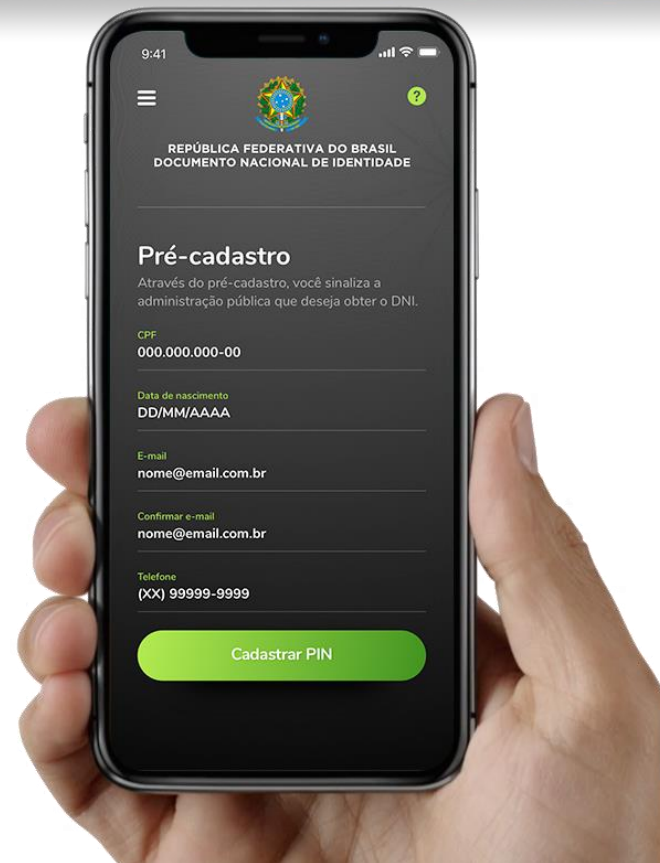 9:41
?
REPÚBLICA FEDERATIVA DO BRASIL
DOCUMENTO NACIONAL DE IDENTIDADE
Pré-cadastro
Através do pré-cadastro, você sinaliza a
administração pública que deseja obter o DNI.
CPF
000.000.000-00
Data de nascimento
DD/MM/AAAA
E-mail
nome@email.com.br
Confirmar e-mail
nome@email.com.br
Telefone
(XX) 99999-9999
Cadastrar PIN